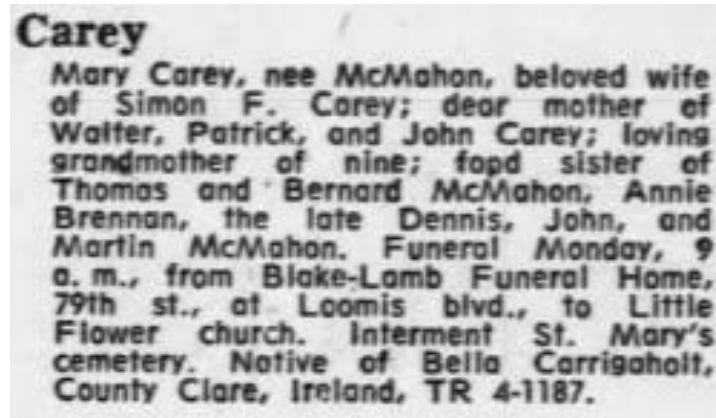 Carey
Mary Carey, nee McMahon, beloved wife
of Simon F. Carey; dear mother of
Walter, Patrick, and John Carey; loving
grandmother of nine; fopd sister of
Thomas and Bernard McMahon, Annie
Brennan, the late Dennis, John, and
Martin McMahon. Funeral Monday, 9
a. m., from Blake-Lamb Funeral Home,
79th st., at Loomis blvd., to Little
Flower church. Interment St. Mary's
cemetery. Native of Bella Carrigaholt,
County Clare, Ireland, TR 4-1187.